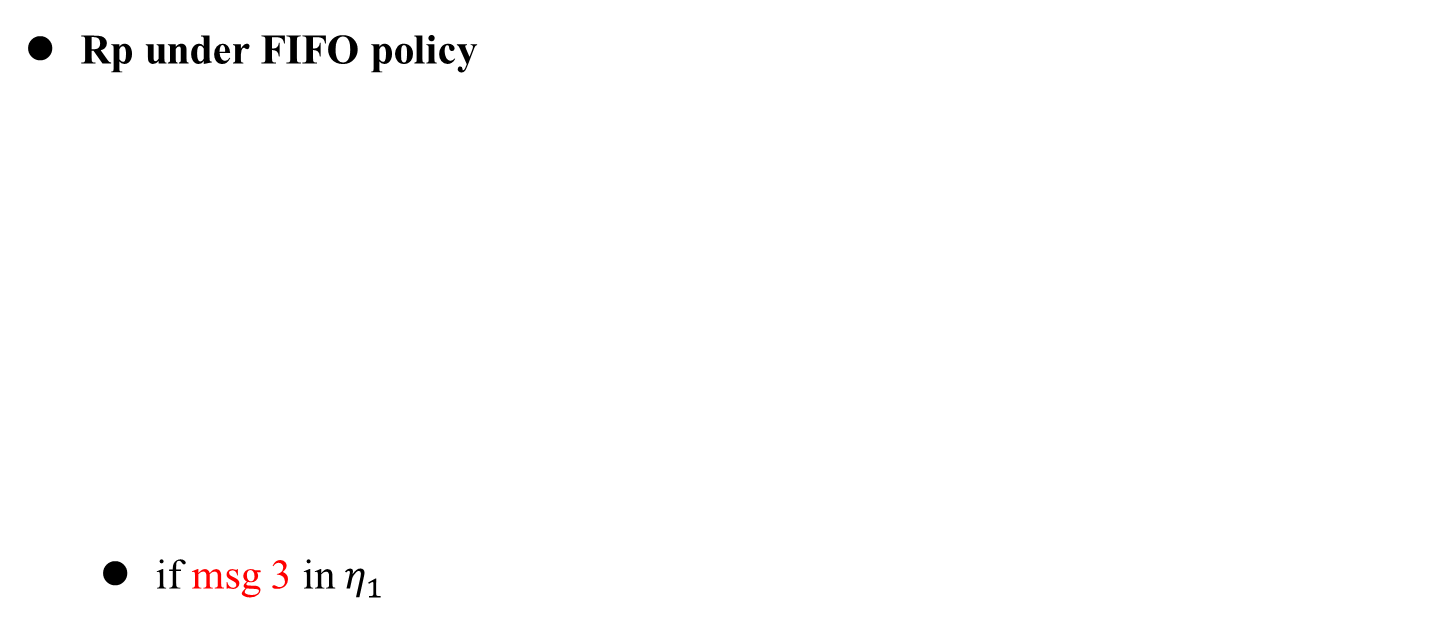 ● Rp under FIFO policy
● if msg 3 in η₁